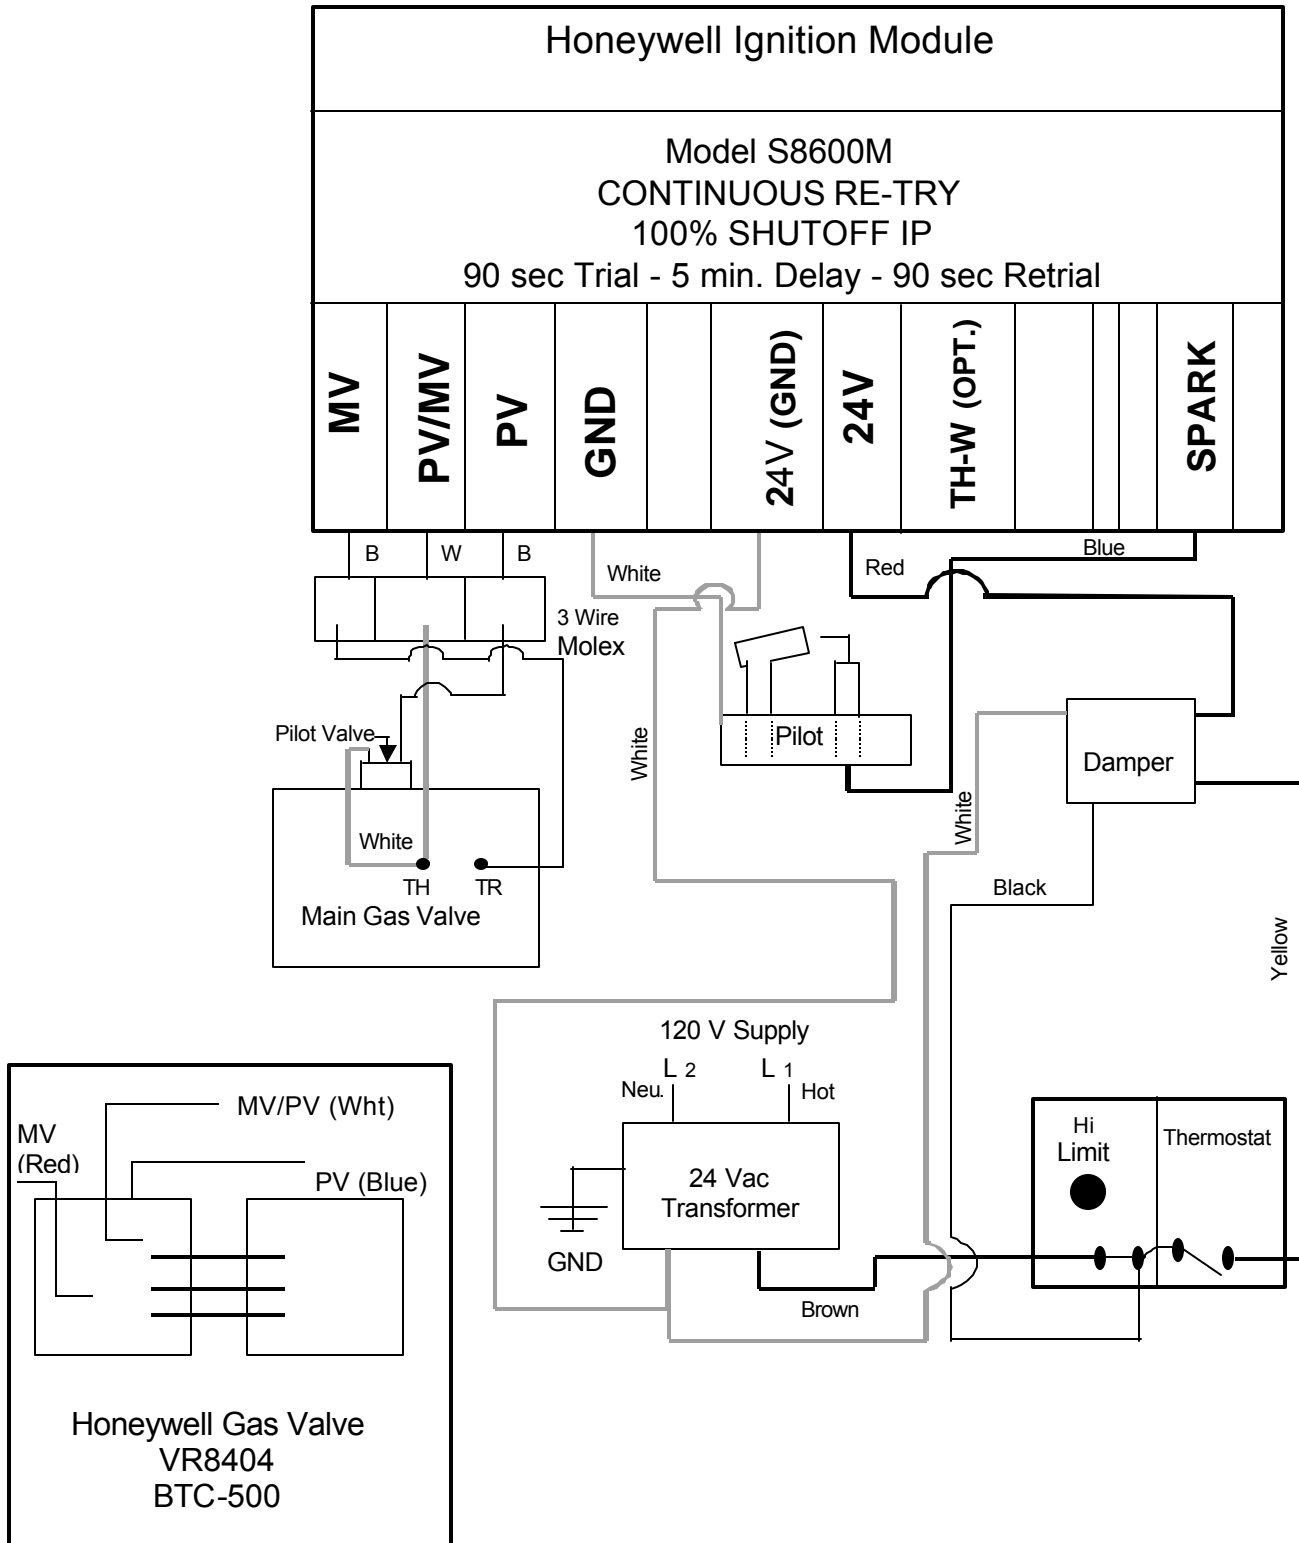 Honeywell Ignition Module
Model S8600M
CONTINUOUS RE-TRY
100% SHUTOFF IP
90 sec Trial - 5 min. Delay - 90 sec Retrial
MV
PV/MV
PV
GND
24V (GND)
24V
TH-W (OPT.)
SPARK
B
W
B
White
Red
Blue
3 Wire
Molex
Pilot Valve
Pilot
White
White
Damper
White
TH
TR
Main Gas Valve
Black
Yellow
120 V Supply
L 2
L 1
Neu.
Hot
24 Vac
Transformer
GND
Brown
Hi
Limit
Thermostat
MV/PV (Wht)
MV
(Red)
PV (Blue)
Honeywell Gas Valve
VR8404
BTC-500